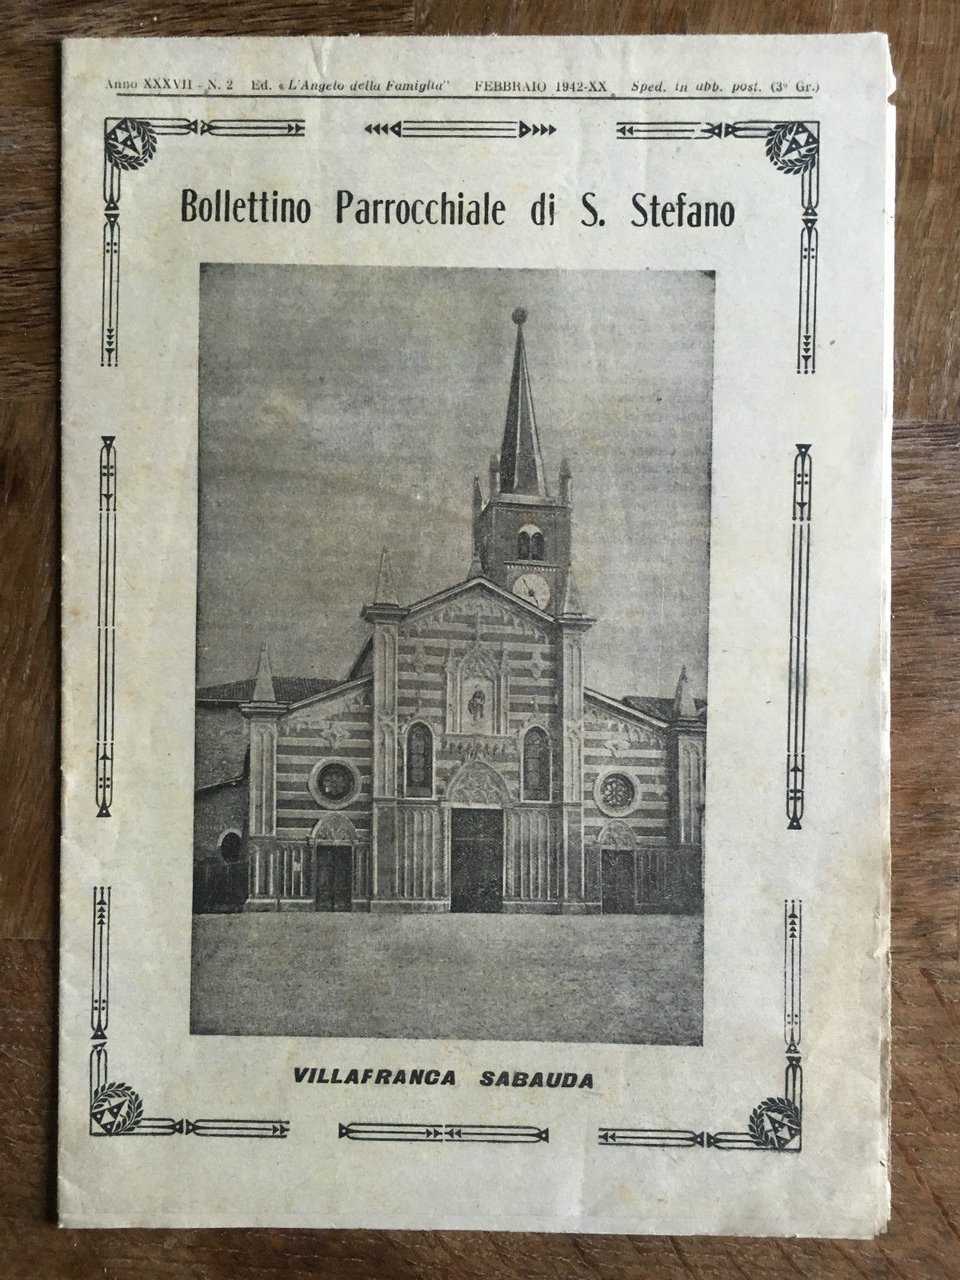 Anno XXXVII - N. 2 Ed. « L'Angelo della Famiglia" FEBBRAIO 1942-XX Sped. in abb. post. (3° Gr.)
Bollettino Parrocchiale di S. Stefano
VILLAFRANCA SABAUDA